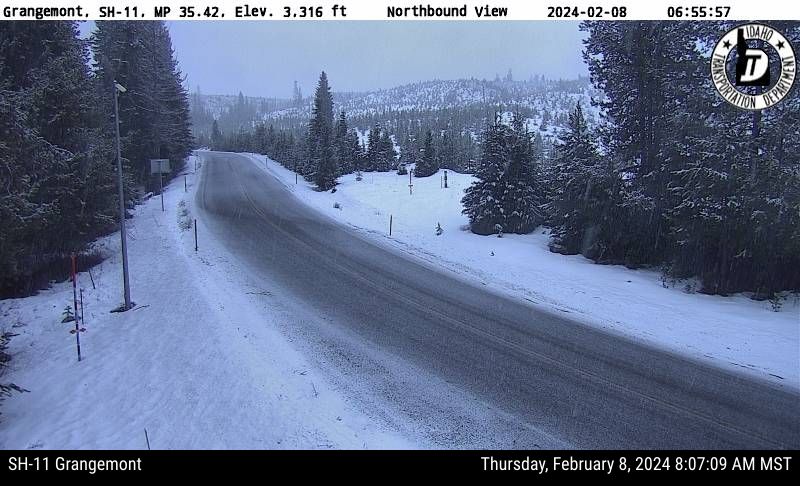 Grangemont, SH-11, MP 35.42, Elev. 3,316 ft Northbound View 2024-02-08 06:55:57
IDAHO
TRANSPORTATION DEPARTMENT
SH-11 Grangemont Thursday, February 8, 2024 8:07:09 AM MST